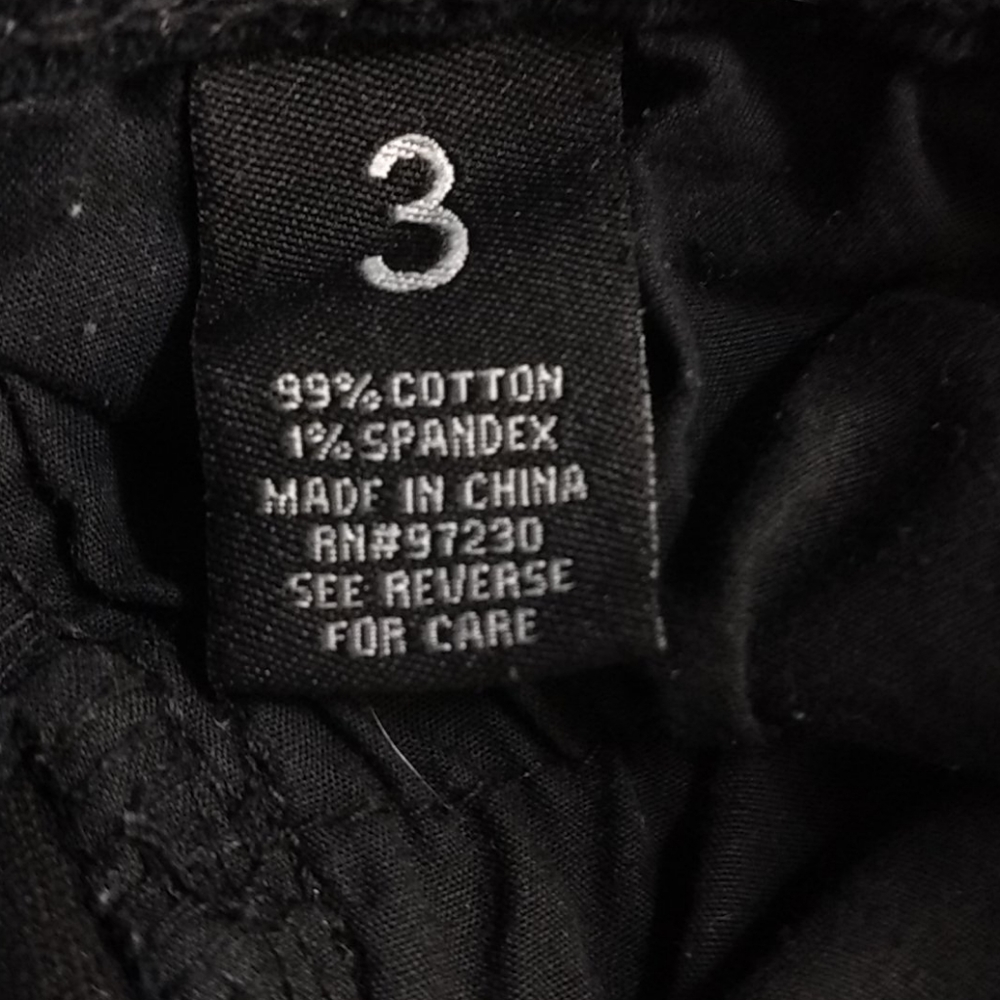 3
99% COTTON
1% SPANDEX
MADE IN CHINA
RN#97230
SEE REVERSE
FOR CARE